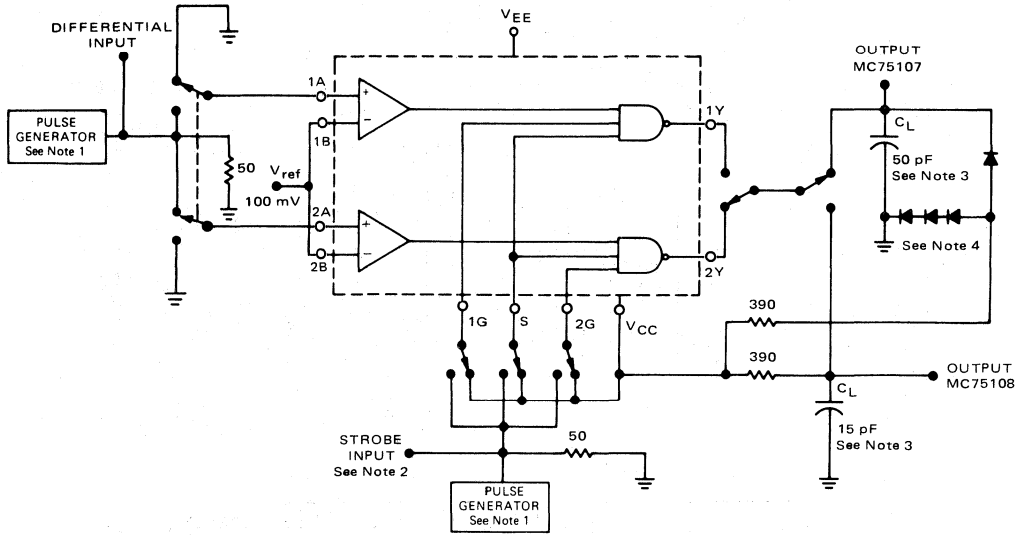 VEE
DIFFERENTIAL
INPUT
OUTPUT
MC75107
1A
+
−
1B
1Y
PULSE
GENERATOR
See Note 1
50
Vref
100 mV
CL
50 pF
See Note 3
2A
+
−
2B
2Y
See Note 4
1G
S
2G
VCC
390
390
OUTPUT
MC75108
CL
15 pF
See Note 3
STROBE
INPUT
See Note 2
50
PULSE
GENERATOR
See Note 1